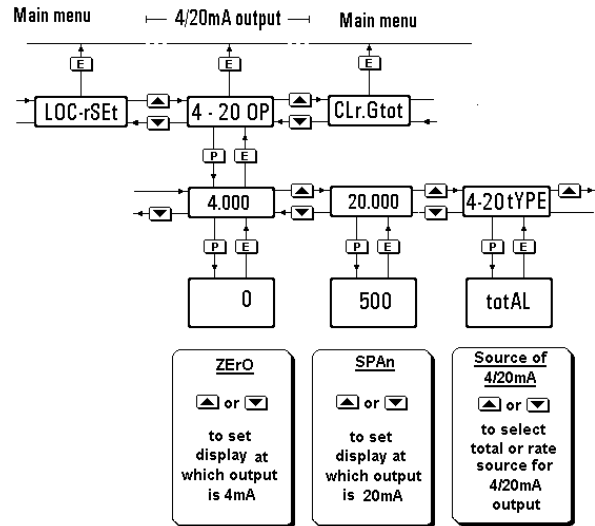 Main menu 4/20mA output Main menu
E E E
LOC-rSEt 4 - 20 OP CLr.Gtot
P E
4.000 20.000 4-20tYPE
P E P E P E
0 500 totAL
ZErO
or
to set
display at
which output
is 4mA
SPAn
or
to set
display at
which output
is 20mA
Source of
4/20mA
or
to select
total or rate
source for
4/20mA
output